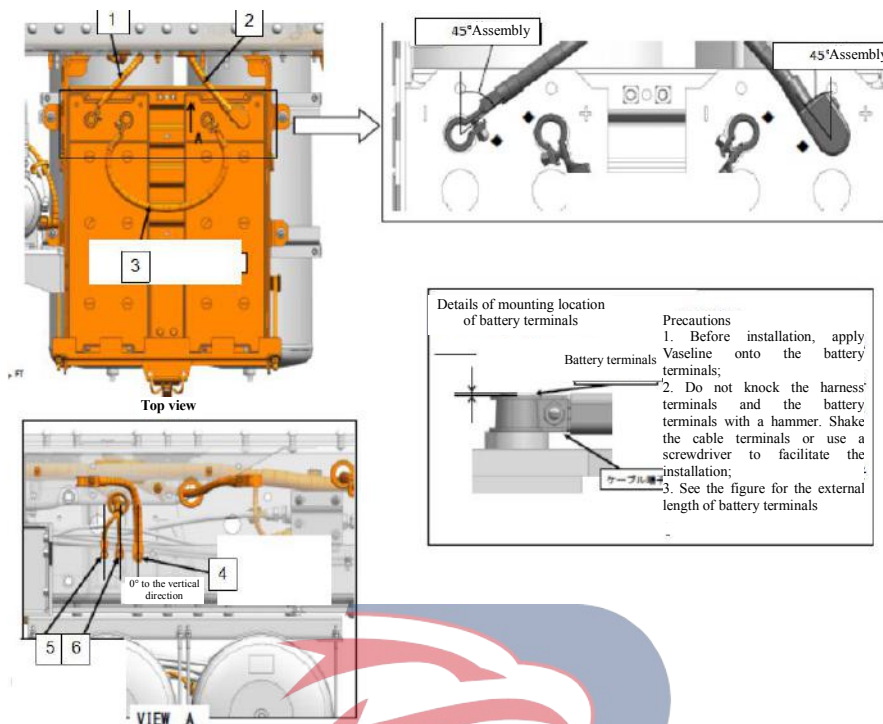 1
2
A
3
FT
Top view
45°Assembly
45°Assembly
Details of mounting location
of battery terminals
Battery terminals
Precautions
1. Before installation, apply
Vaseline onto the battery
terminals;
2. Do not knock the harness
terminals and the battery
terminals with a hammer. Shake
the cable terminals or use a
screwdriver to facilitate the
installation;
3. See the figure for the external
length of battery terminals
ケーブル端子
4
0° to the vertical
direction
5 6
VIEW A